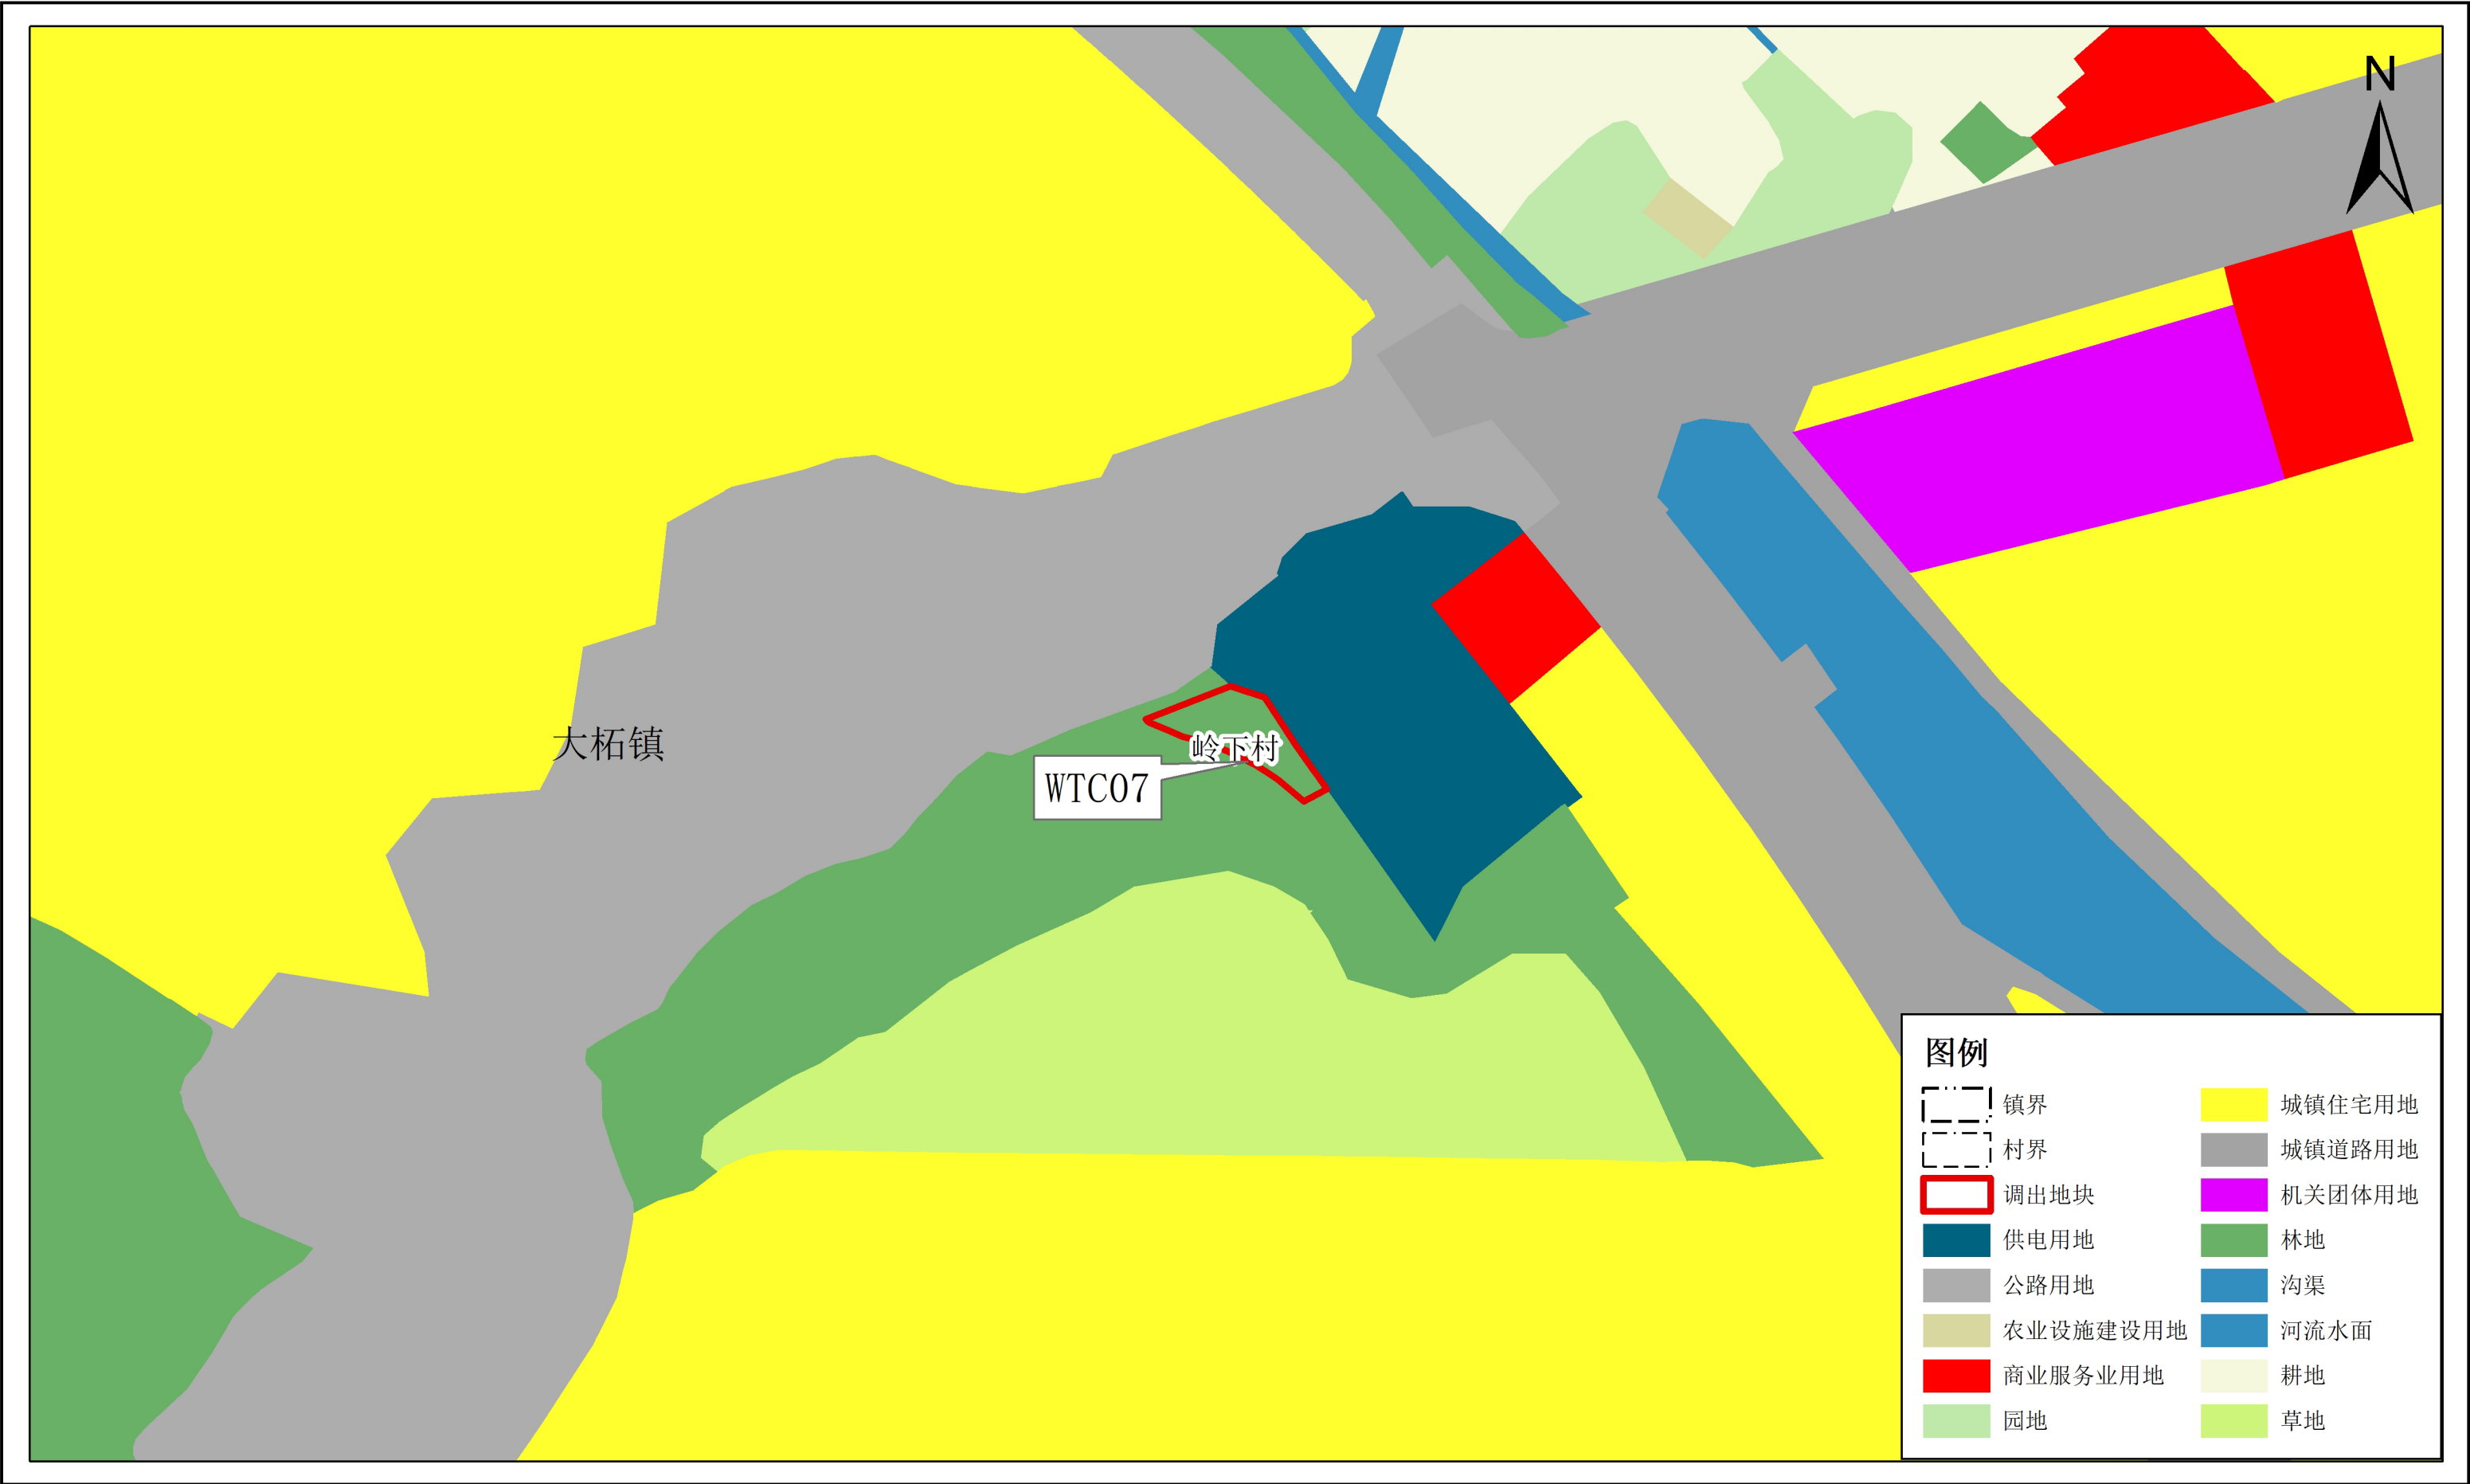 N
大柘镇
岭下村
WTC07
图例
镇界
村界
调出地块
供电用地
公路用地
农业设施建设用地
商业服务业用地
园地
城镇住宅用地
城镇道路用地
机关团体用地
林地
沟渠
河流水面
耕地
草地